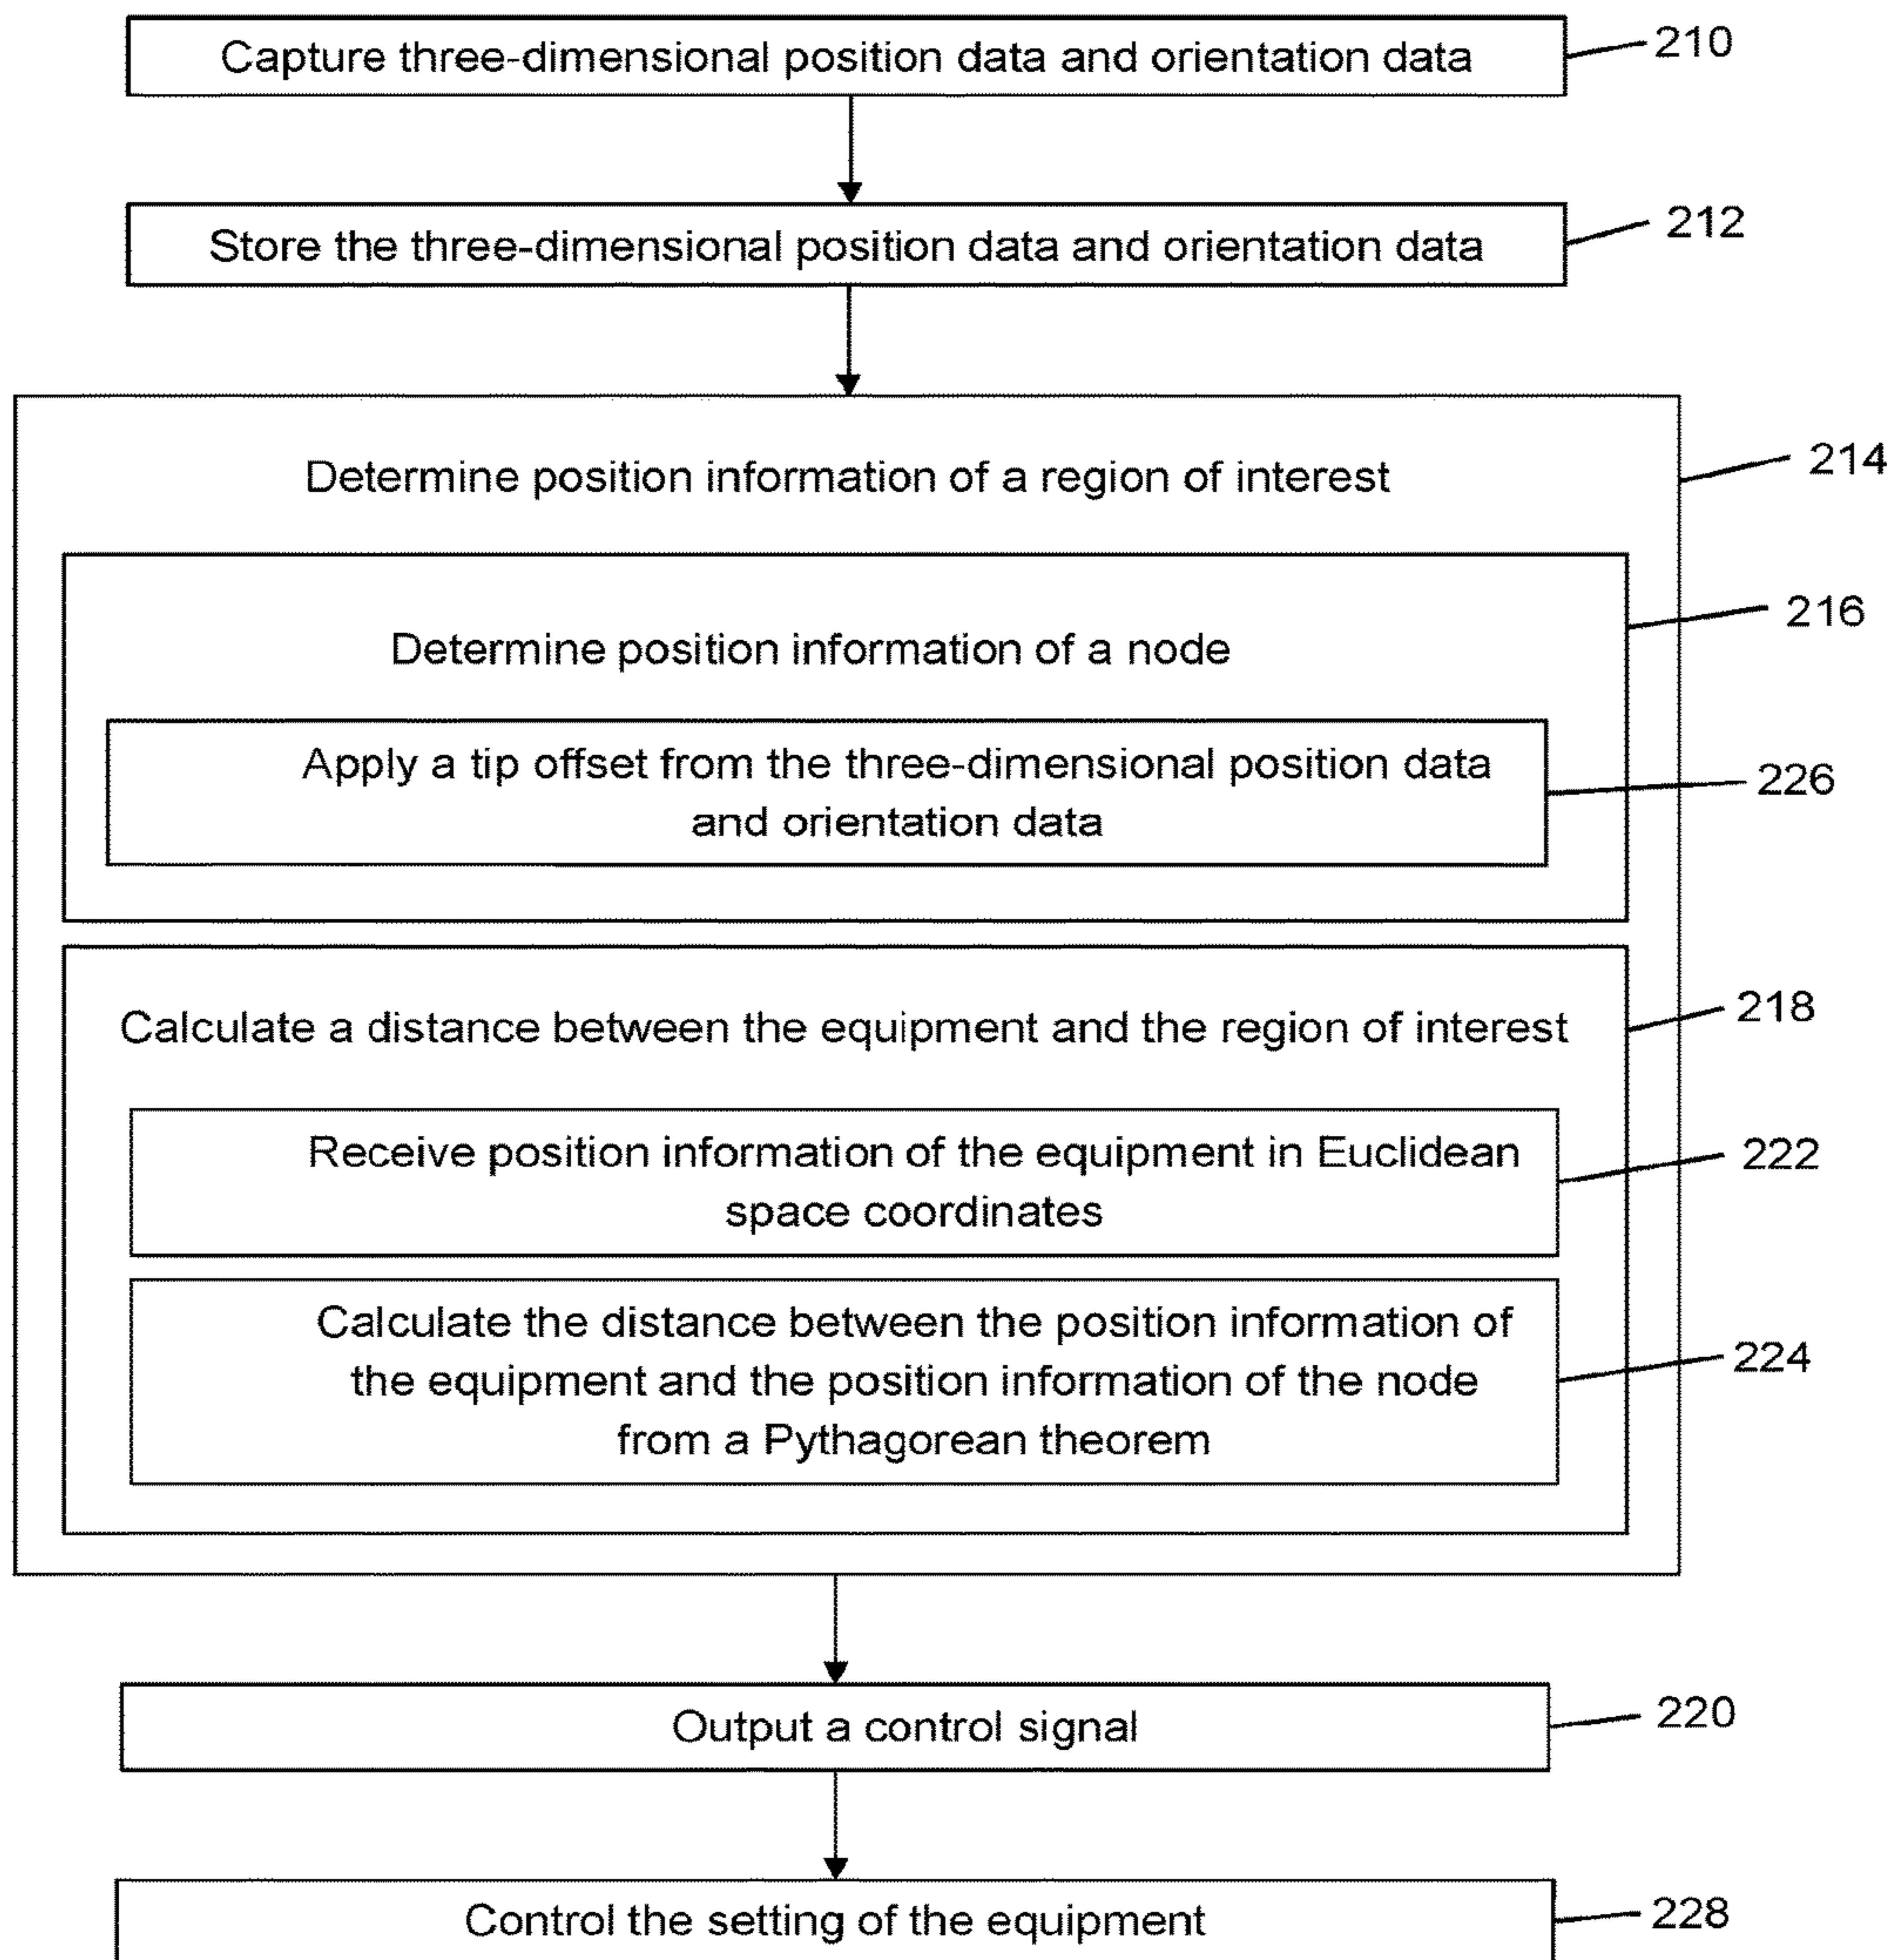 Capture three-dimensional position data and orientation data
210
Store the three-dimensional position data and orientation data
212
Determine position information of a region of interest
214
Determine position information of a node
216
Apply a tip offset from the three-dimensional position data
and orientation data
226
Calculate a distance between the equipment and the region of interest
218
Receive position information of the equipment in Euclidean
space coordinates
222
Calculate the distance between the position information of
the equipment and the position information of the node
from a Pythagorean theorem
224
Output a control signal
220
Control the setting of the equipment
228